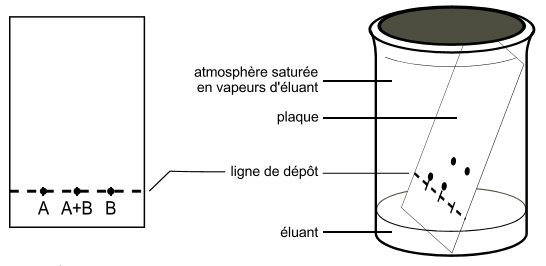 atmosphère saturée
en vapeurs d'éluant
plaque
ligne de dépôt
A A+B B
éluant